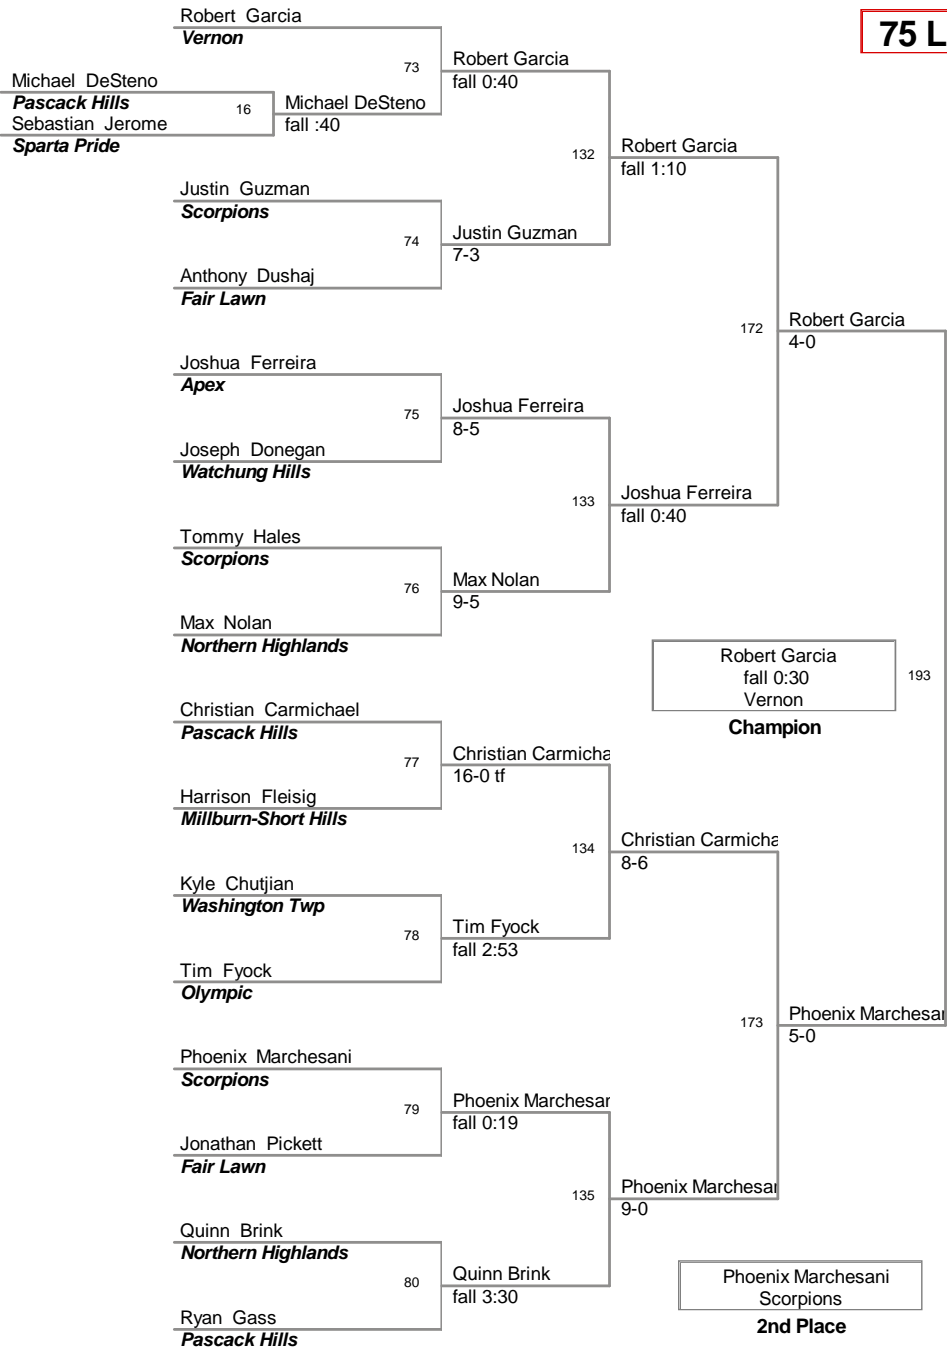 Robert  Garcia
Vernon
75 L
73
Robert Garcia
fall 0:40
Michael  DeSteno
Pascack Hills
16
Michael DeSteno
fall :40
Sebastian  Jerome
Sparta Pride
132
Robert Garcia
fall 1:10
Justin  Guzman
Scorpions
74
Justin Guzman
7-3
Anthony  Dushaj
Fair Lawn
172
Robert Garcia
4-0
Joshua  Ferreira
Apex
75
Joshua Ferreira
8-5
Joseph  Donegan
Watchung Hills
133
Joshua Ferreira
fall 0:40
Tommy  Hales
Scorpions
76
Max Nolan
9-5
Max  Nolan
Northern Highlands
Robert Garcia
fall 0:30
Vernon
193
Champion
Christian  Carmichael
Pascack Hills
77
Christian Carmicha
16-0 tf
Harrison  Fleisig
Millburn-Short Hills
134
Christian Carmicha
8-6
Kyle  Chutjian
Washington Twp
78
Tim Fyock
fall 2:53
Tim  Fyock
Olympic
173
Phoenix Marchesan
5-0
Phoenix  Marchesani
Scorpions
79
Phoenix Marchesan
fall 0:19
Jonathan  Pickett
Fair Lawn
135
Phoenix Marchesan
9-0
Quinn  Brink
Northern Highlands
80
Quinn Brink
fall 3:30
Ryan  Gass
Pascack Hills
Phoenix Marchesani
Scorpions
2nd Place